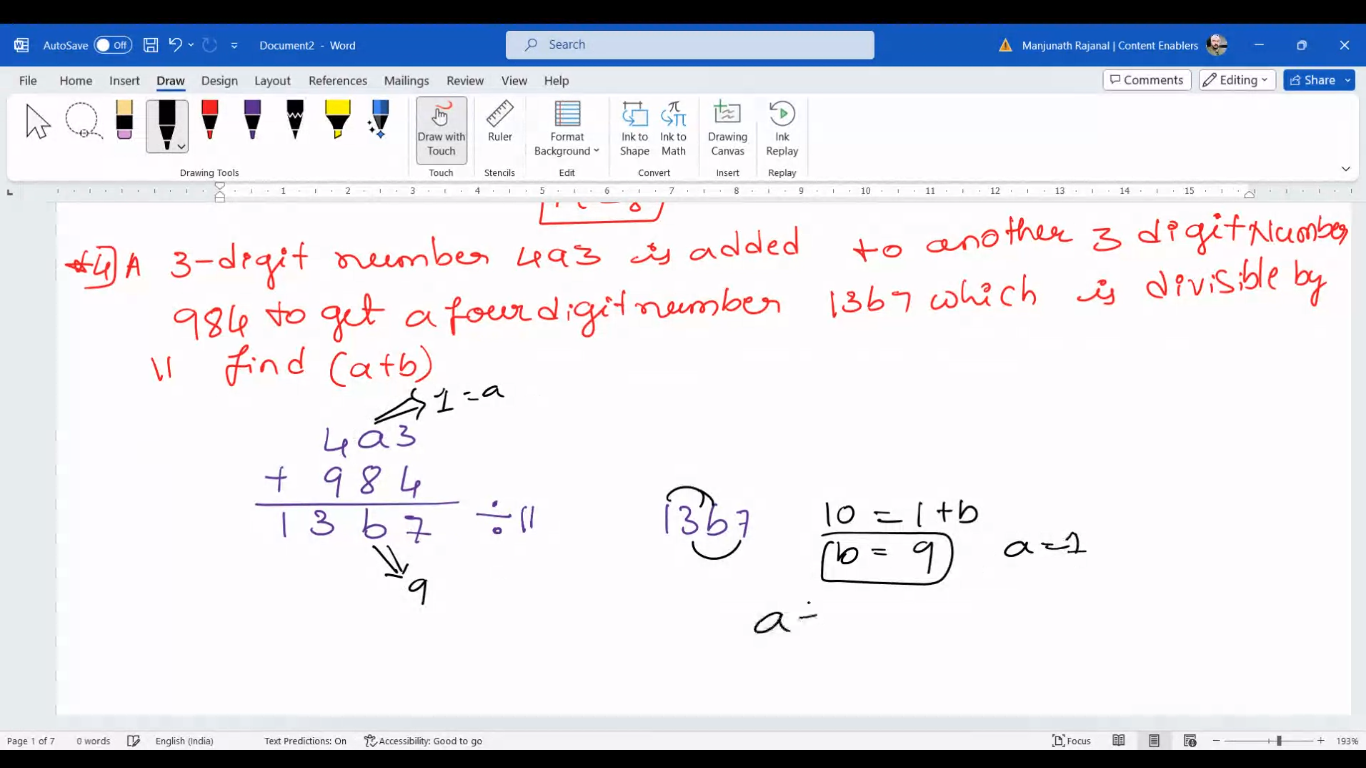 AutoSave Off Document2 - Word Search Manjunath Rajanal | Content Enablers
File Home Insert Draw Design Layout References Mailings Review View Help Comments Editing Share
Draw with Touch Ruler Format Background Ink to Shape Ink to Math Drawing Canvas Ink Replay
Drawing Tools Touch Stencils Edit Convert Insert Replay
1 2 3 4 5 6 7 8 9 10 11 12 13 14 15
4] A 3-digit number 4a3 is added to another 3 digit Number
984 to get a four digit number 13b7 which is divisible by
11 find (a+b)
1 = a
4a3
+ 984
13b7 ÷ 11
9
13b7
10 = 1 + b
b = 9 a = 1
a ÷
Page 1 of 7 0 words English (India) Text Predictions: On Accessibility: Good to go Focus 193%